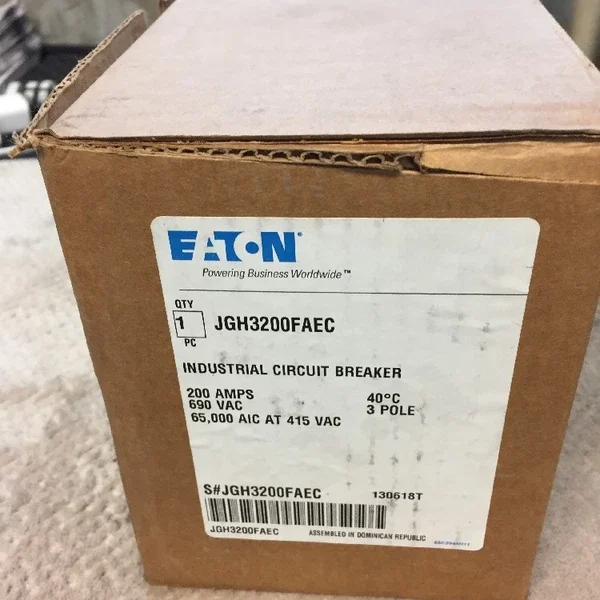 EATON
Powering Business Worldwide™
QTY
1 JGH3200FAEC
PC
INDUSTRIAL CIRCUIT BREAKER
200 AMPS 40°C
690 VAC 3 POLE
65,000 AIC AT 415 VAC
S#JGH3200FAEC 130618T
JGH3200FAEC ASSEMBLED IN DOMINICAN REPUBLIC